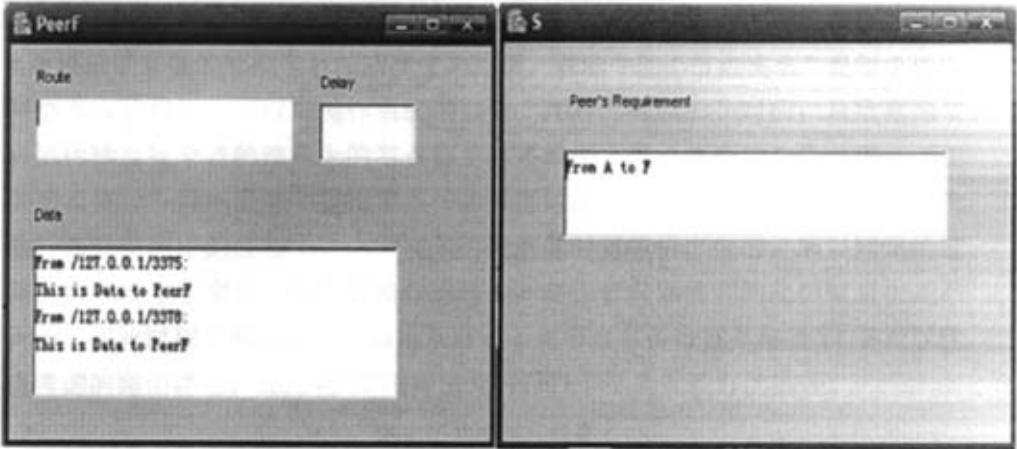 PeerF
Route
Delay
Data
From /127.0.0.1/3375:
This is Data to PeerF
From /127.0.0.1/3378:
This is Data to PeerF
S
Peer's Requirement
From A to F